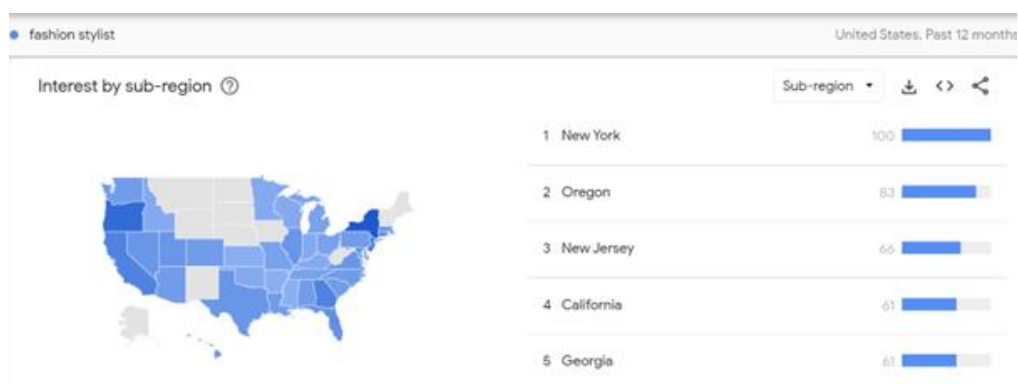 fashion stylist
United States, Past 12 months
Interest by sub-region
Sub-region
1 New York 100
2 Oregon 83
3 New Jersey 66
4 California 61
5 Georgia 61